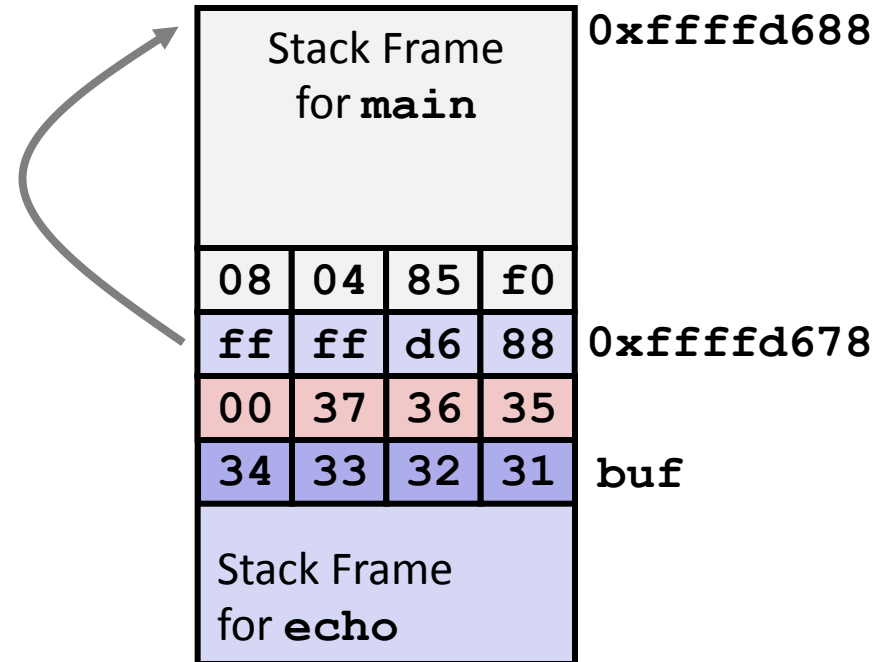 Stack Frame 0xffffd688
for main
08 04 85 f0
ff ff d6 88 0xffffd678
00 37 36 35
34 33 32 31 buf
Stack Frame
for echo